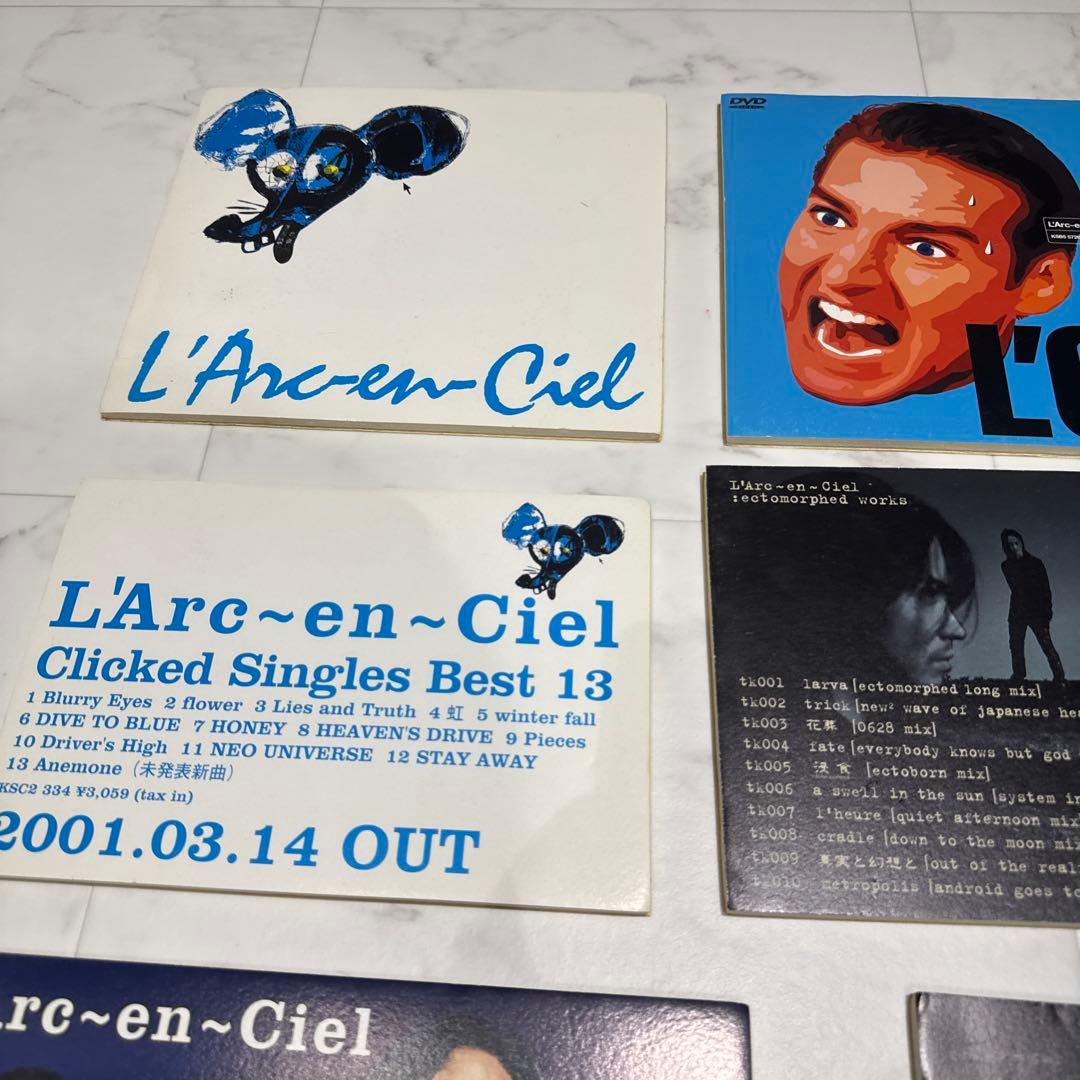 L'Arc-en-Ciel
DVD
L'Arc~e
L'
L'Arc~en~Ciel
Clicked Singles Best 13
1 Blurry Eyes 2 flower 3 Lies and Truth 4 虹 5 winter fall
6 DIVE TO BLUE 7 HONEY 8 HEAVEN'S DRIVE 9 Pieces
10 Driver's High 11 NEO UNIVERSE 12 STAY AWAY
13 Anemone (未発表新曲)
KSC2 334 ¥3,059 (tax in)
2001.03.14 OUT
L'Arc~en~Ciel
:ectomorphed works
tk001 larva [ectomorphed long mix]
tk002 trick [new² wave of japanese
tk003 花葬 [0628 mix]
tk004 fate [everybody knows but god
tk005 浸食 [ectoborn mix]
tk006 a swell in the sun [system
tk007 l'heure [quiet afternoon mix
tk008 cradle [down to the moon mix
tk009 真実と幻想と [out of the
tk010 metropolis [android goes to
rc~en~Ciel